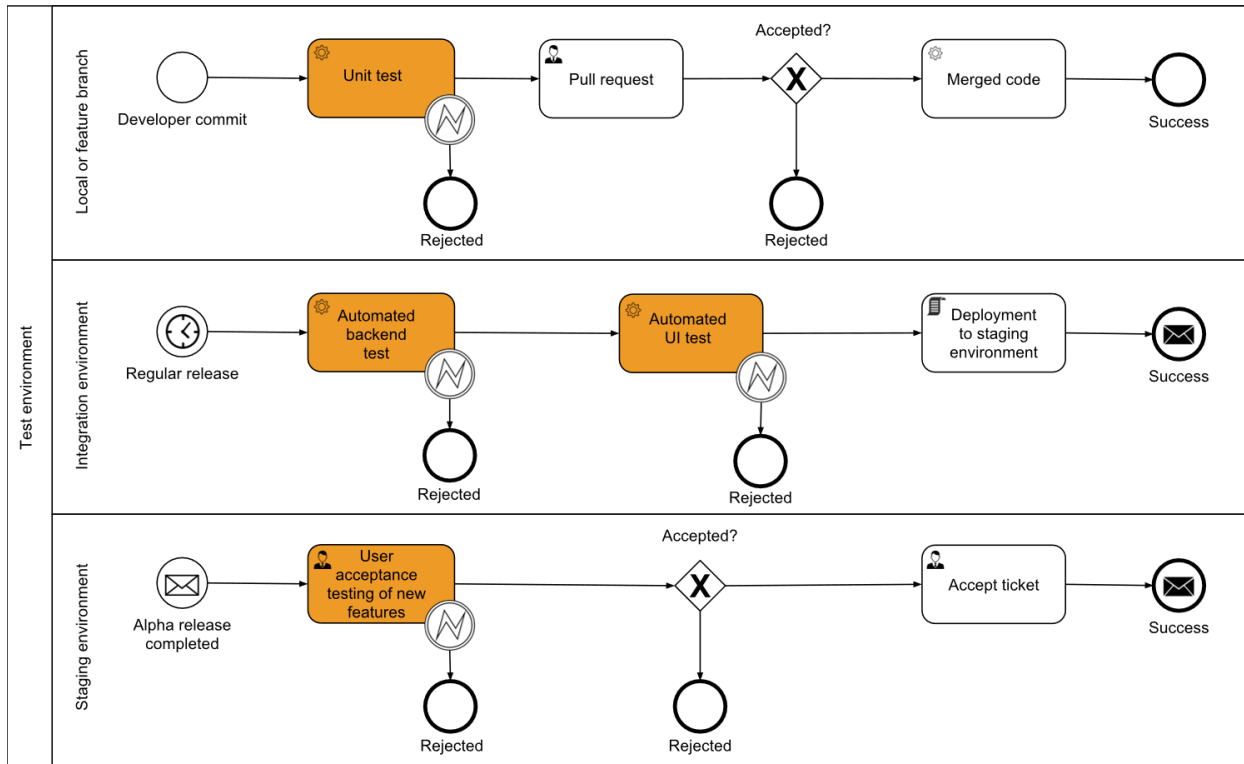 Test environment
Local or feature branch
Accepted?
Unit test
Pull request
X
Merged code
Developer commit
Success
Rejected
Rejected
Integration environment
Automated
backend
test
Automated
UI test
Deployment
to staging
environment
Regular release
Success
Rejected
Rejected
Staging environment
Accepted?
User
acceptance
testing of new
features
X
Accept ticket
Alpha release
completed
Success
Rejected
Rejected